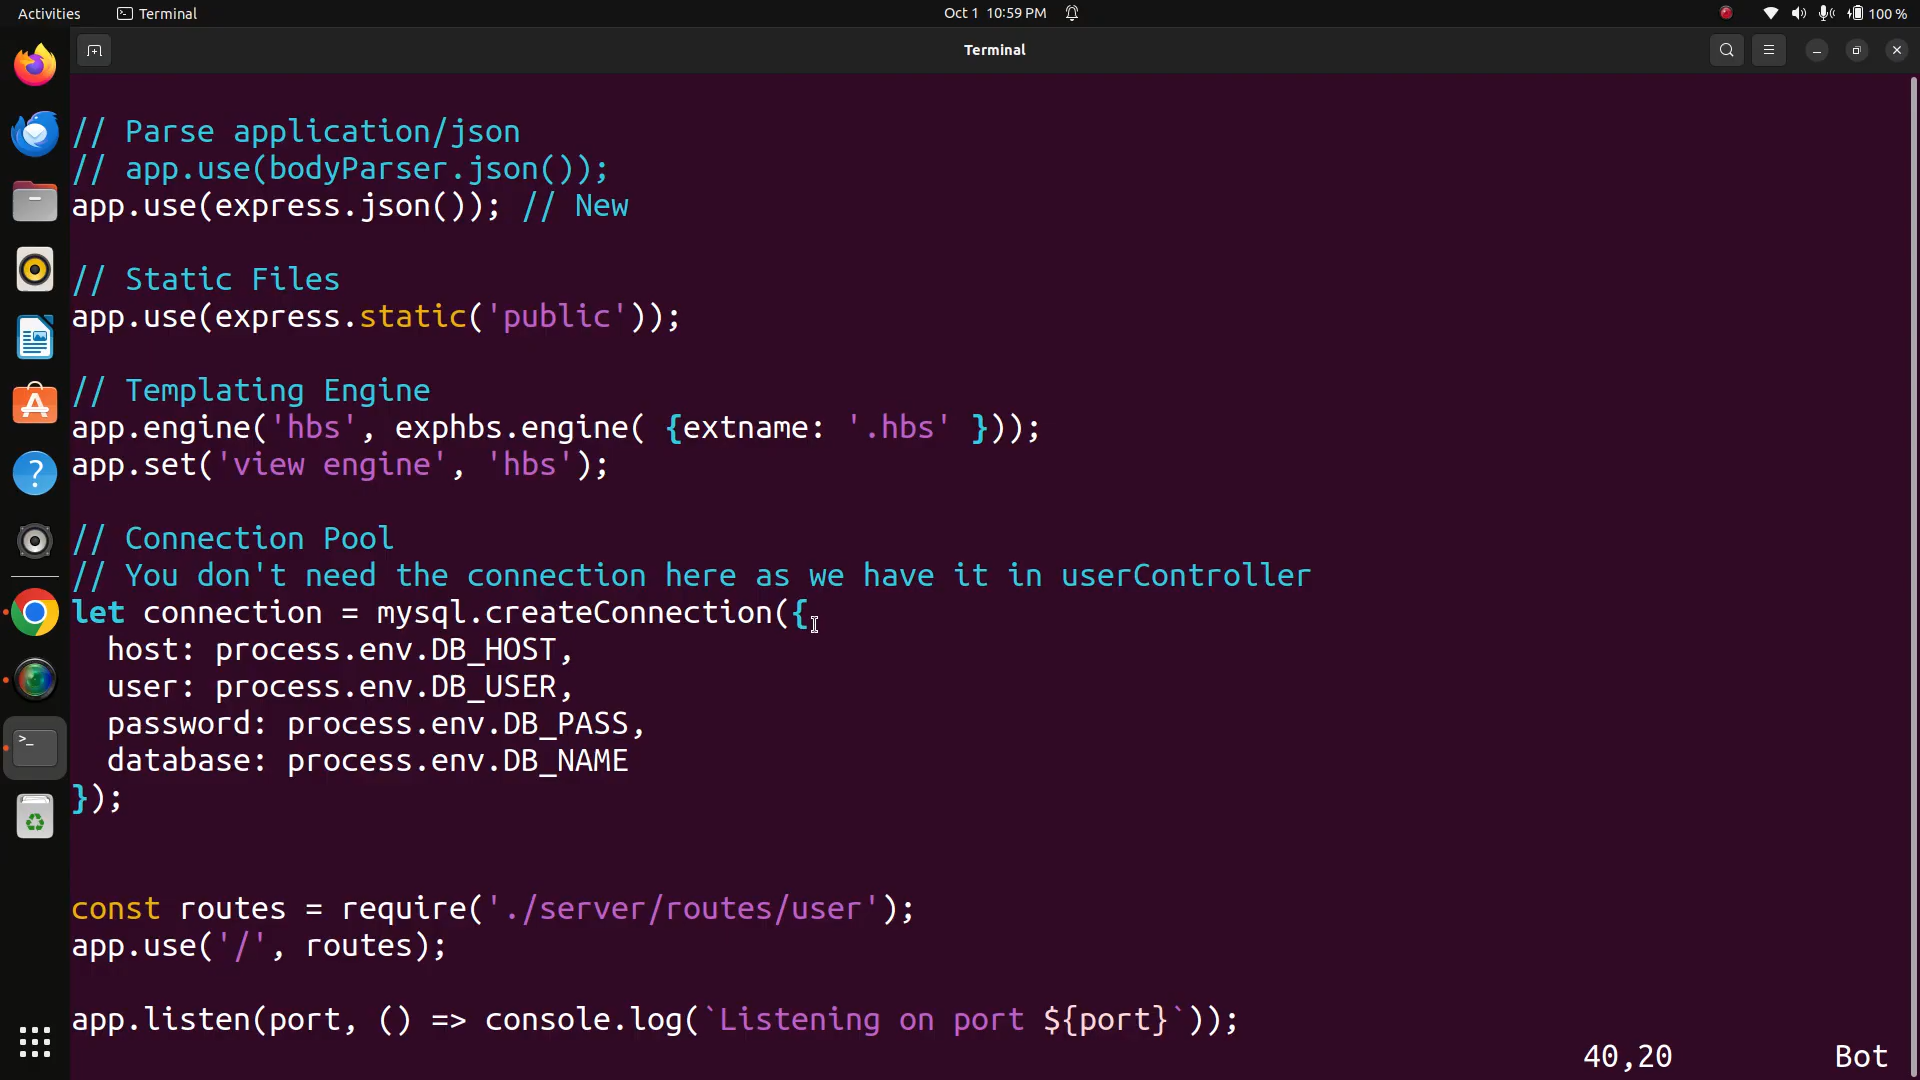 Activities Terminal Oct 1 10:59 PM 100 %
Terminal
// Parse application/json
// app.use(bodyParser.json());
app.use(express.json()); // New
// Static Files
app.use(express.static('public'));
// Templating Engine
app.engine('hbs', exphbs.engine( {extname: '.hbs' }));
app.set('view engine', 'hbs');
// Connection Pool
// You don't need the connection here as we have it in userController
let connection = mysql.createConnection({
  host: process.env.DB_HOST,
  user: process.env.DB_USER,
  password: process.env.DB_PASS,
  database: process.env.DB_NAME
});
const routes = require('./server/routes/user');
app.use('/', routes);
app.listen(port, () => console.log(`Listening on port ${port}`));
40,20 Bot